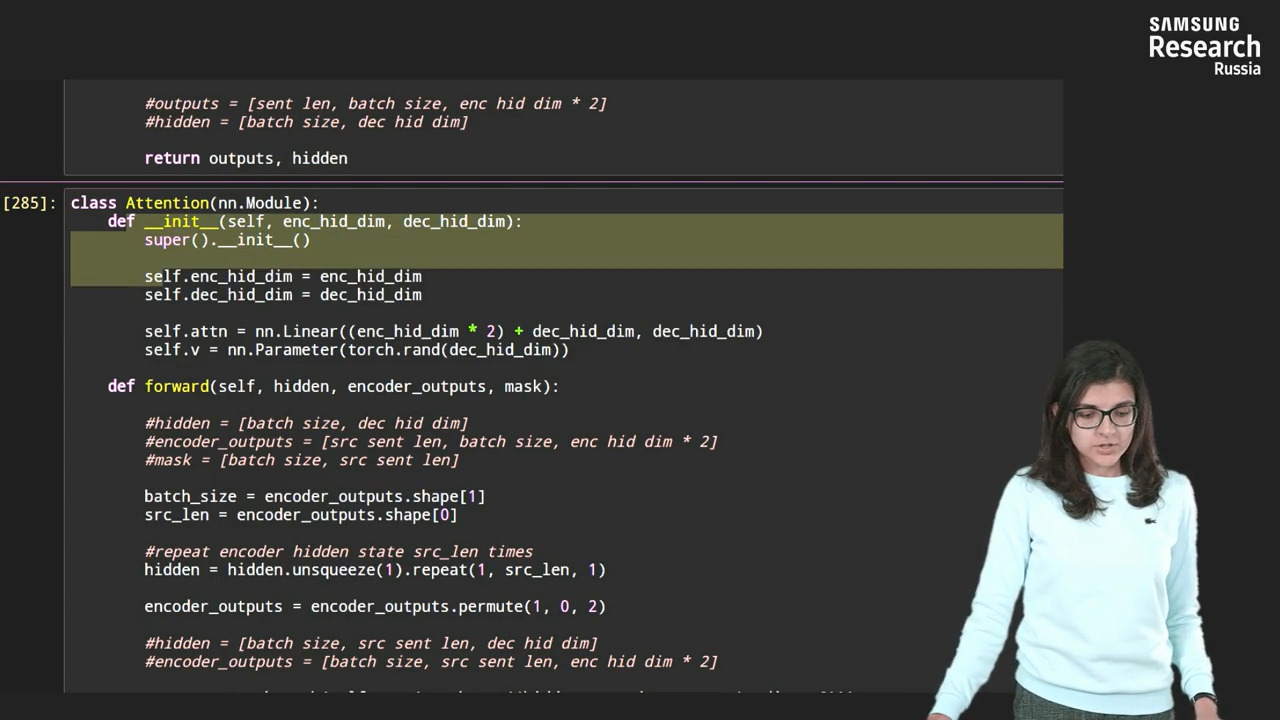 SAMSUNG
Research
Russia
#outputs = [sent len, batch size, enc hid dim * 2]
#hidden = [batch size, dec hid dim]
return outputs, hidden
[285]:
class Attention(nn.Module):
def __init__(self, enc_hid_dim, dec_hid_dim):
super().__init__()
self.enc_hid_dim = enc_hid_dim
self.dec_hid_dim = dec_hid_dim
self.attn = nn.Linear((enc_hid_dim * 2) + dec_hid_dim, dec_hid_dim)
self.v = nn.Parameter(torch.rand(dec_hid_dim))
def forward(self, hidden, encoder_outputs, mask):
#hidden = [batch size, dec hid dim]
#encoder_outputs = [src sent len, batch size, enc hid dim * 2]
#mask = [batch size, src sent len]
batch_size = encoder_outputs.shape[1]
src_len = encoder_outputs.shape[0]
#repeat encoder hidden state src_len times
hidden = hidden.unsqueeze(1).repeat(1, src_len, 1)
encoder_outputs = encoder_outputs.permute(1, 0, 2)
#hidden = [batch size, src sent len, dec hid dim]
#encoder_outputs = [batch size, src sent len, enc hid dim * 2]